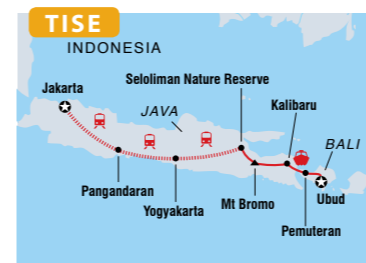 TISE
INDONESIA
Seloliman Nature Reserve
Jakarta
JAVA
Kalibaru
BALI
Pangandaran
Yogyakarta
Mt Bromo
Ubud
Pemuteran